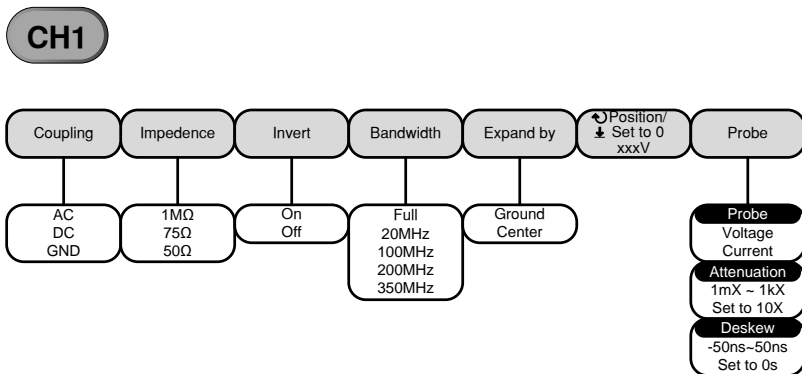 CH1
Coupling
Impedence
Invert
Bandwidth
Expand by
Position/
Set to 0
xxxV
Probe
AC
DC
GND
1MΩ
75Ω
50Ω
On
Off
Full
20MHz
100MHz
200MHz
350MHz
Ground
Center
Probe
Voltage
Current
Attenuation
1mX ~ 1kX
Set to 10X
Deskew
-50ns~50ns
Set to 0s